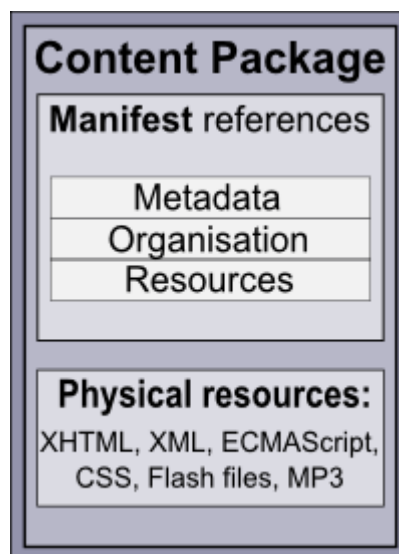 Content Package
Manifest references
Metadata
Organisation
Resources
Physical resources:
XHTML, XML, ECMAScript,
CSS, Flash files, MP3